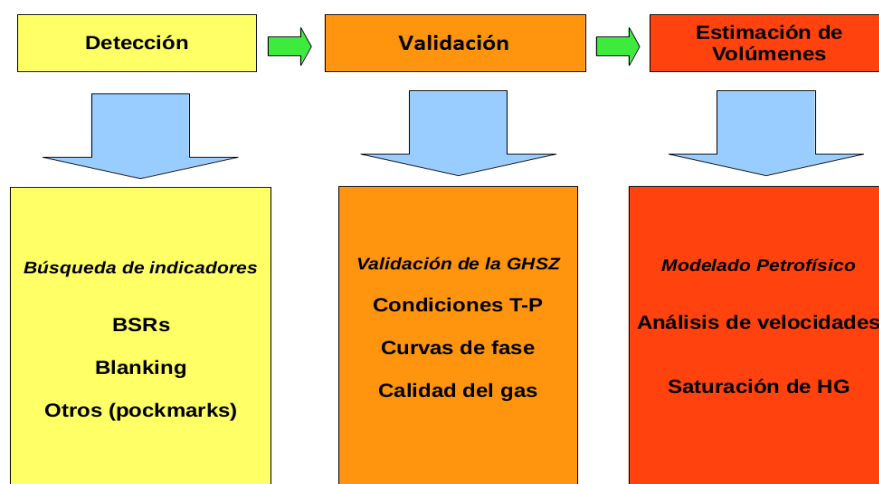 Detección
Validación
Estimación de
Volúmenes
Búsqueda de indicadores
BSRs
Blanking
Otros (pockmarks)
Validación de la GHSZ
Condiciones T-P
Curvas de fase
Calidad del gas
Modelado Petrofísico
Análisis de velocidades
Saturación de HG